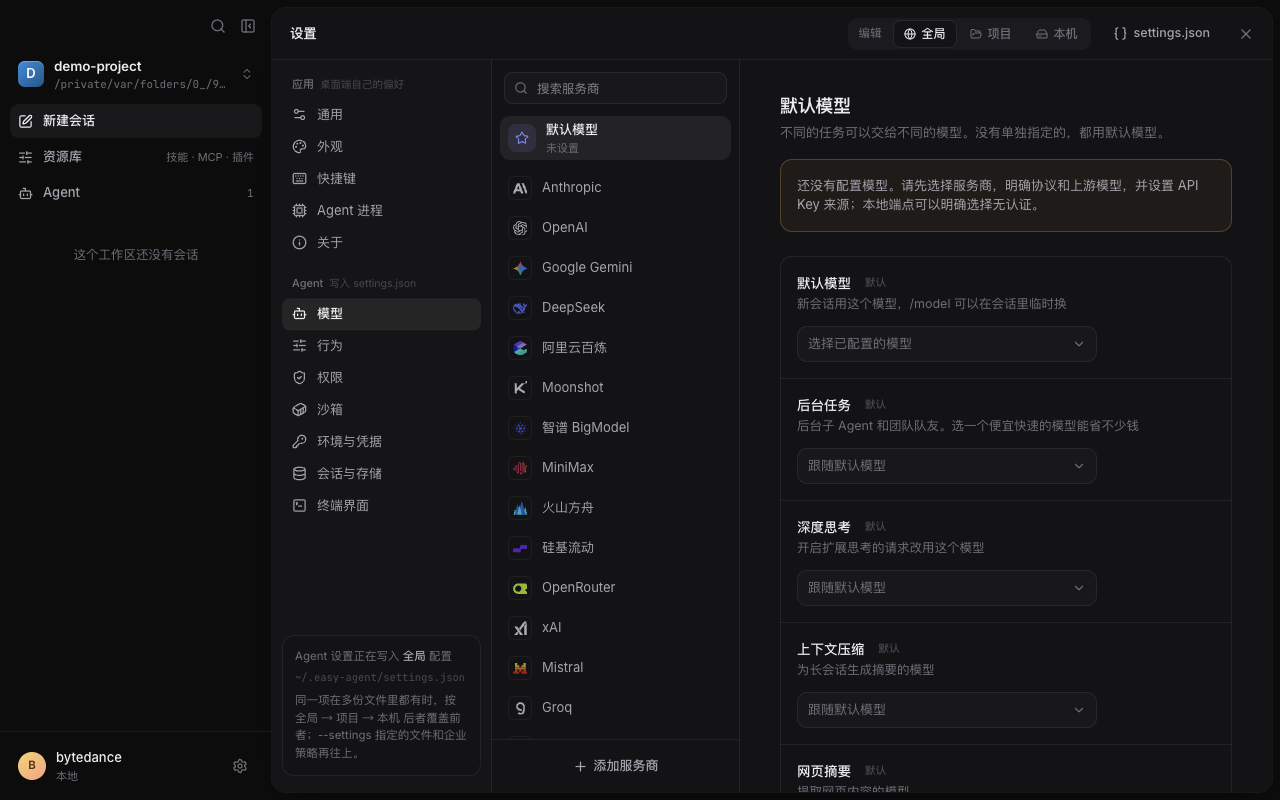 D
demo-project
/private/var/folders/0_/9…
新建会话
资源库
技能 · MCP · 插件
Agent
1
这个工作区还没有会话
B
bytedance
本地
设置
编辑
全局
项目
本机
{ } settings.json
应用 桌面端自己的偏好
通用
外观
快捷键
Agent 进程
关于
Agent 写入 settings.json
模型
行为
权限
沙箱
环境与凭据
会话与存储
终端界面
Agent 设置正在写入 全局 配置
~/.easy-agent/settings.json
同一项在多份文件里都有时，按
全局 → 项目 → 本机 后者覆盖前
者；--settings 指定的文件和企业
策略再往上。
搜索服务商
默认模型
未设置
Anthropic
OpenAI
Google Gemini
DeepSeek
阿里云百炼
Moonshot
智谱 BigModel
MiniMax
火山方舟
硅基流动
OpenRouter
xAI
Mistral
Groq
添加服务商
默认模型
不同的任务可以交给不同的模型。没有单独指定的，都用默认模型。
还没有配置模型。请先选择服务商，明确协议和上游模型，并设置 API
Key 来源；本地端点可以明确选择无认证。
默认模型 默认
新会话用这个模型，/model 可以在会话里临时换
选择已配置的模型
后台任务 默认
后台子 Agent 和团队队友。选一个便宜快速的模型能省不少钱
跟随默认模型
深度思考 默认
开启扩展思考的请求改用这个模型
跟随默认模型
上下文压缩 默认
为长会话生成摘要的模型
跟随默认模型
网页摘要 默认
提取网页内容的模型